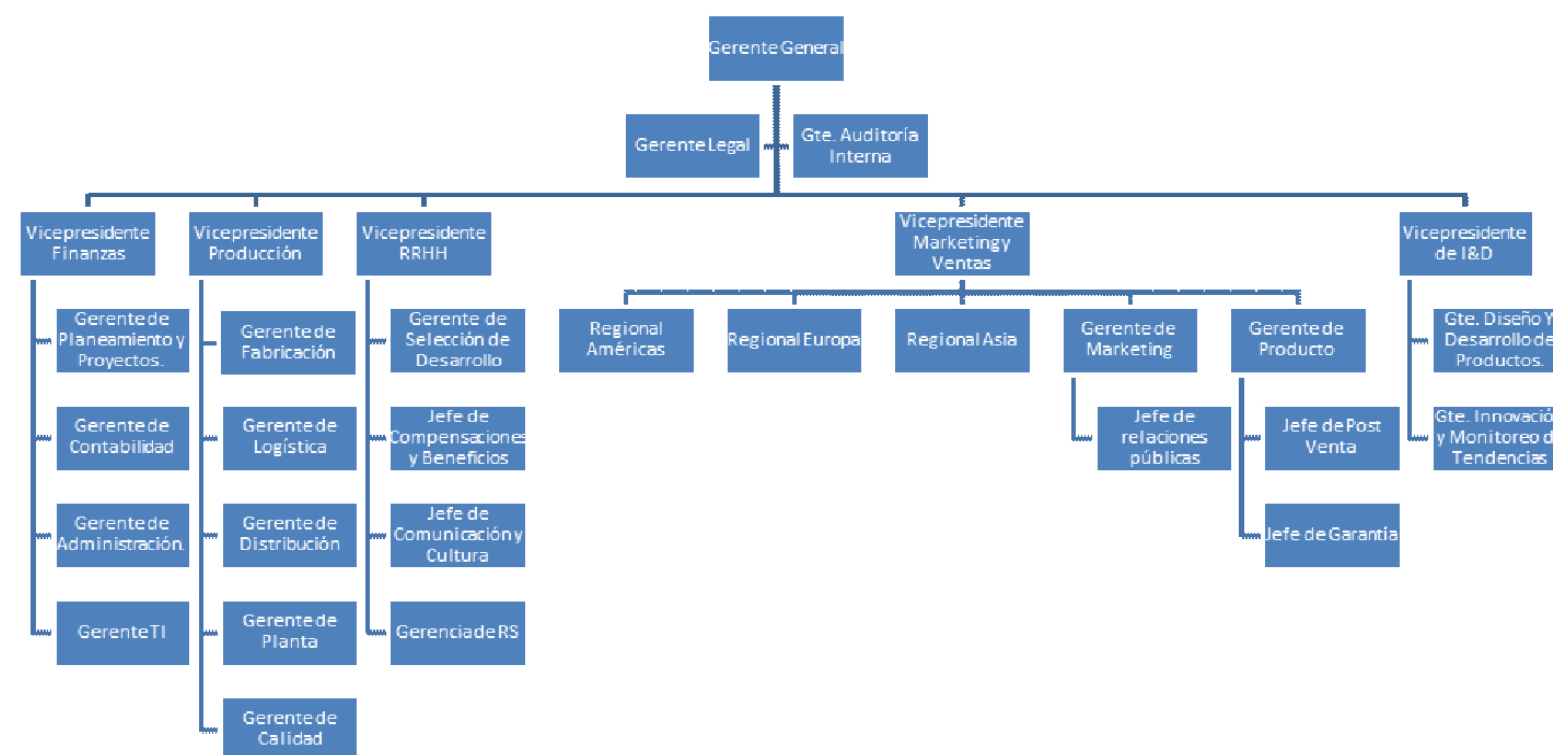 Gerente General
Gerente Legal
Gte. Auditoría
Interna
Vicepresidente
Finanzas
Vicepresidente
Producción
Vicepresidente
RRHH
Vicepresidente
Marketing y
Ventas
Vicepresidente
de I&D
Gerente de
Planeamiento y
Proyectos.
Gerente de
Contabilidad
Gerente de
Administración.
Gerente TI
Gerente de
Fabricación
Gerente de
Logística
Gerente de
Distribución
Gerente de
Planta
Gerente de
Calidad
Gerente de
Selección de
Desarrollo
Jefe de
Compensaciones
y Beneficios
Jefe de
Comunicación y
Cultura
Gerencia de RS
Regional
Américas
Regional Europa
Regional Asia
Gerente de
Marketing
Jefe de
relaciones
públicas
Gerente de
Producto
Jefe de Post
Venta
Jefe de Garantía
Gte. Diseño Y
Desarrollo de
Productos.
Gte. Innovació
y Monitoreo d
Tendencias